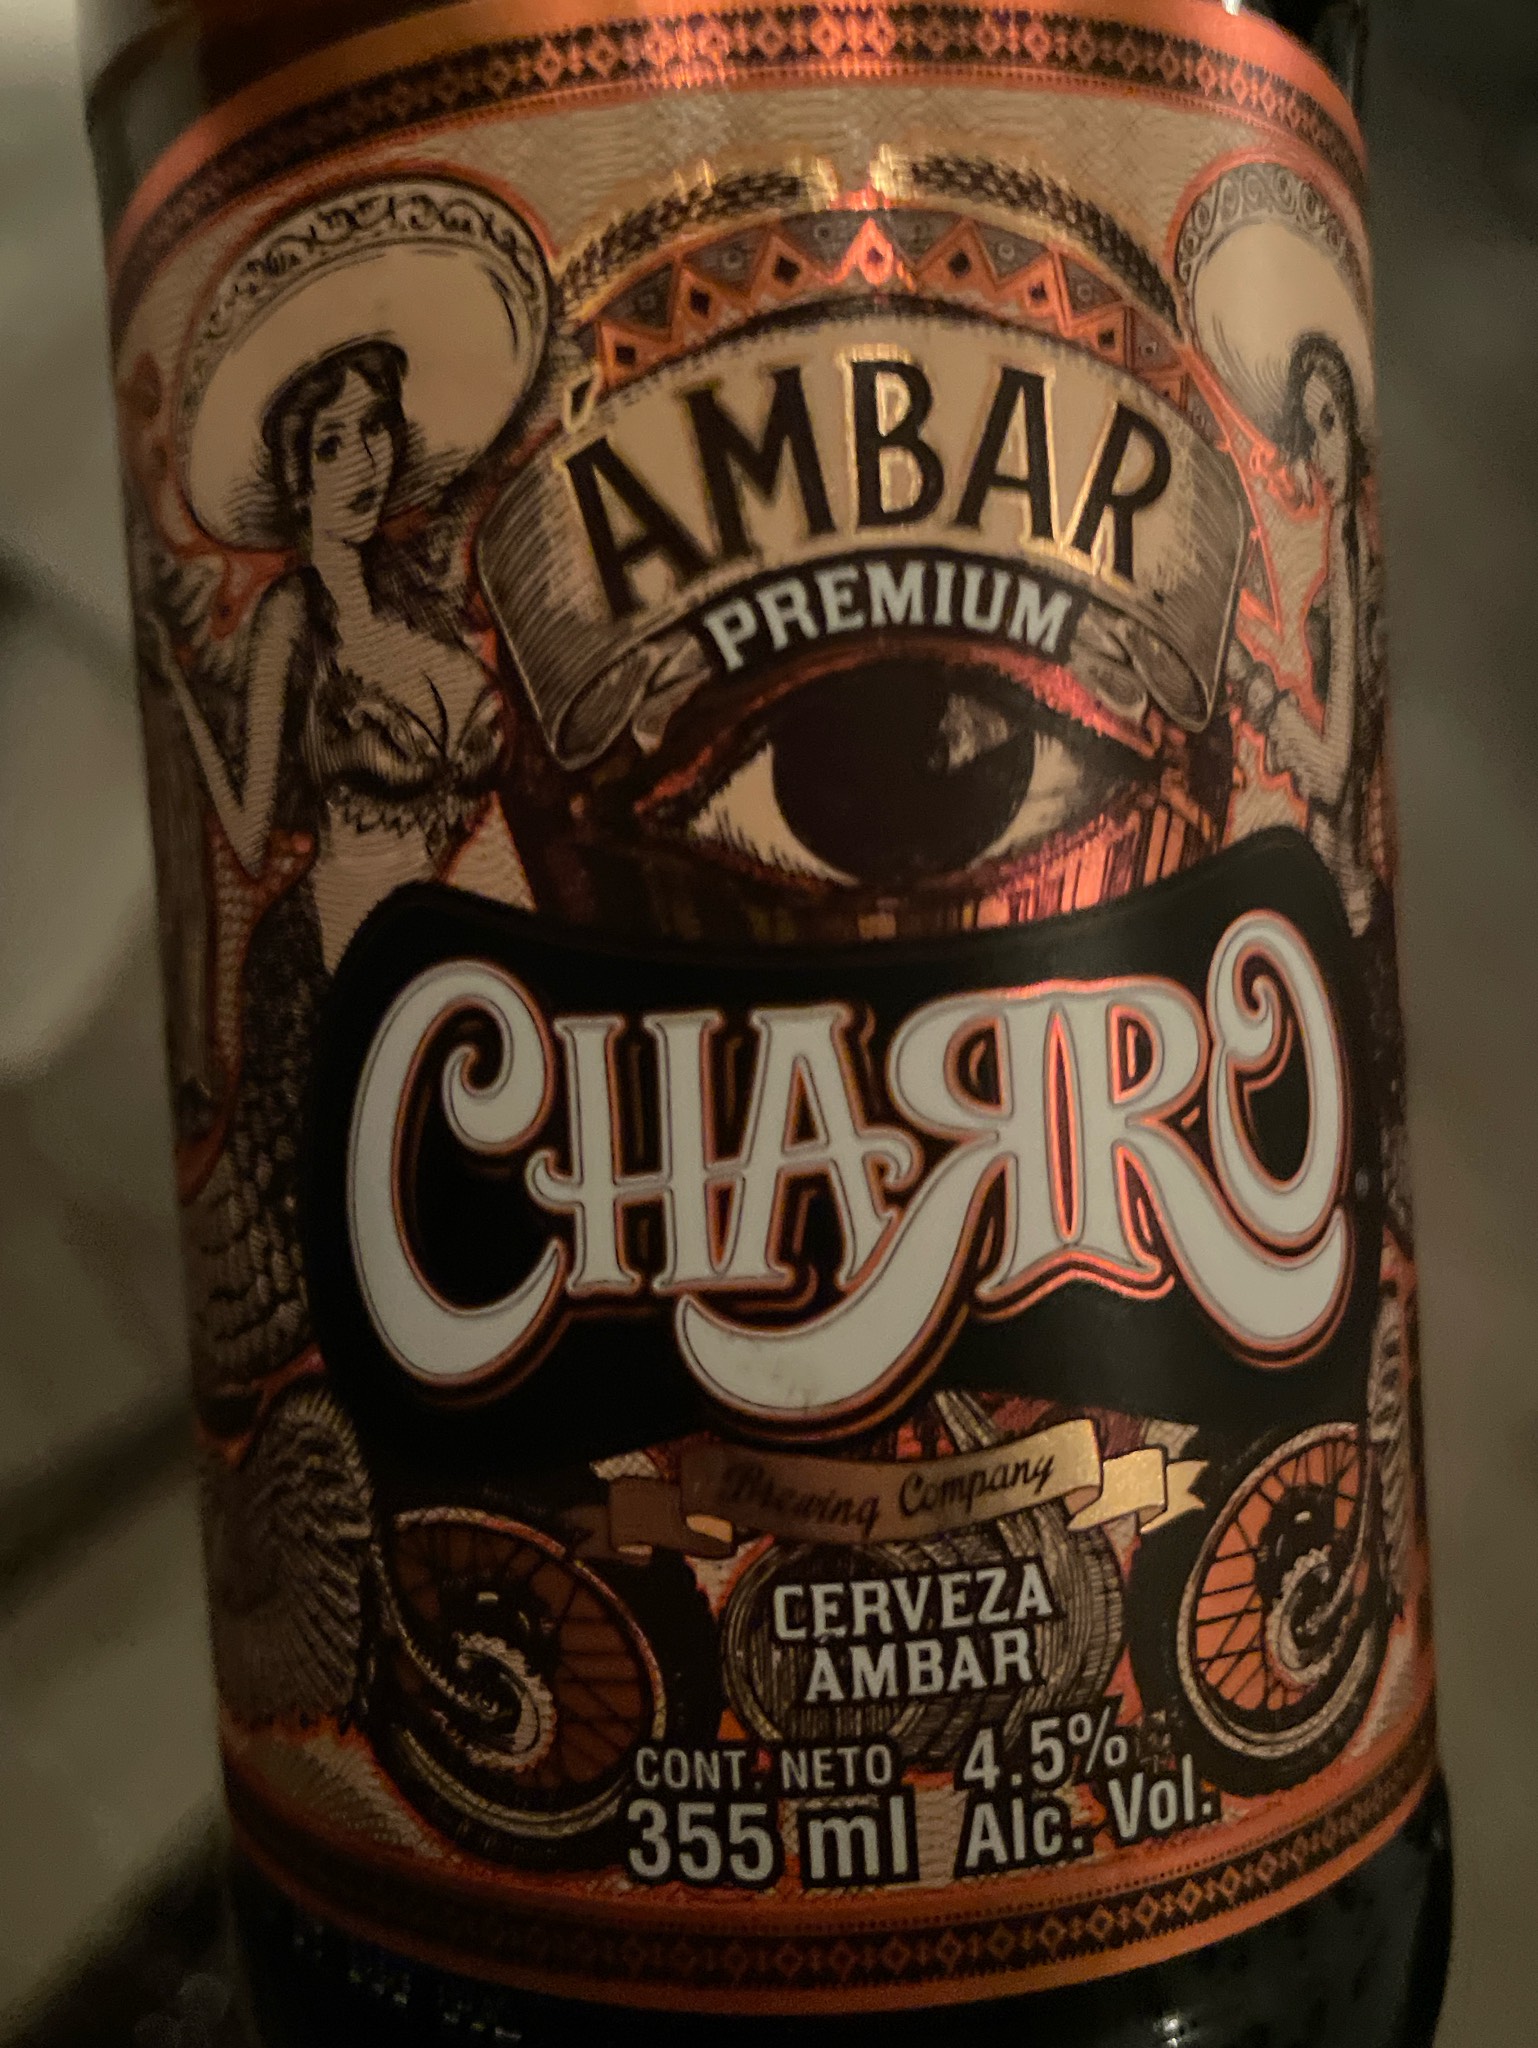 ÁMBAR
PREMIUM
CHARRO
Brewing Company
CERVEZA
ÁMBAR
CONT. NETO
355 ml
4.5%
Alc. Vol.